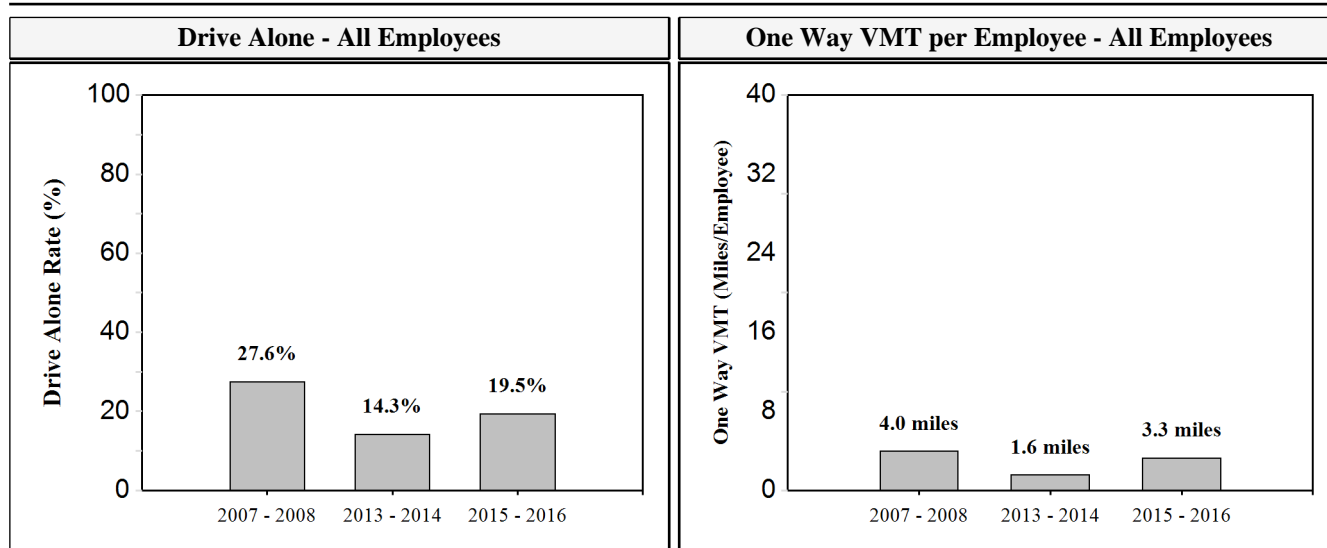 Drive Alone - All Employees
One Way VMT per Employee - All Employees
Drive Alone Rate (%)
100
80
60
40
20
0
27.6%
14.3%
19.5%
2007 - 2008
2013 - 2014
2015 - 2016
One Way VMT (Miles/Employee)
40
32
24
16
8
0
4.0 miles
1.6 miles
3.3 miles
2007 - 2008
2013 - 2014
2015 - 2016